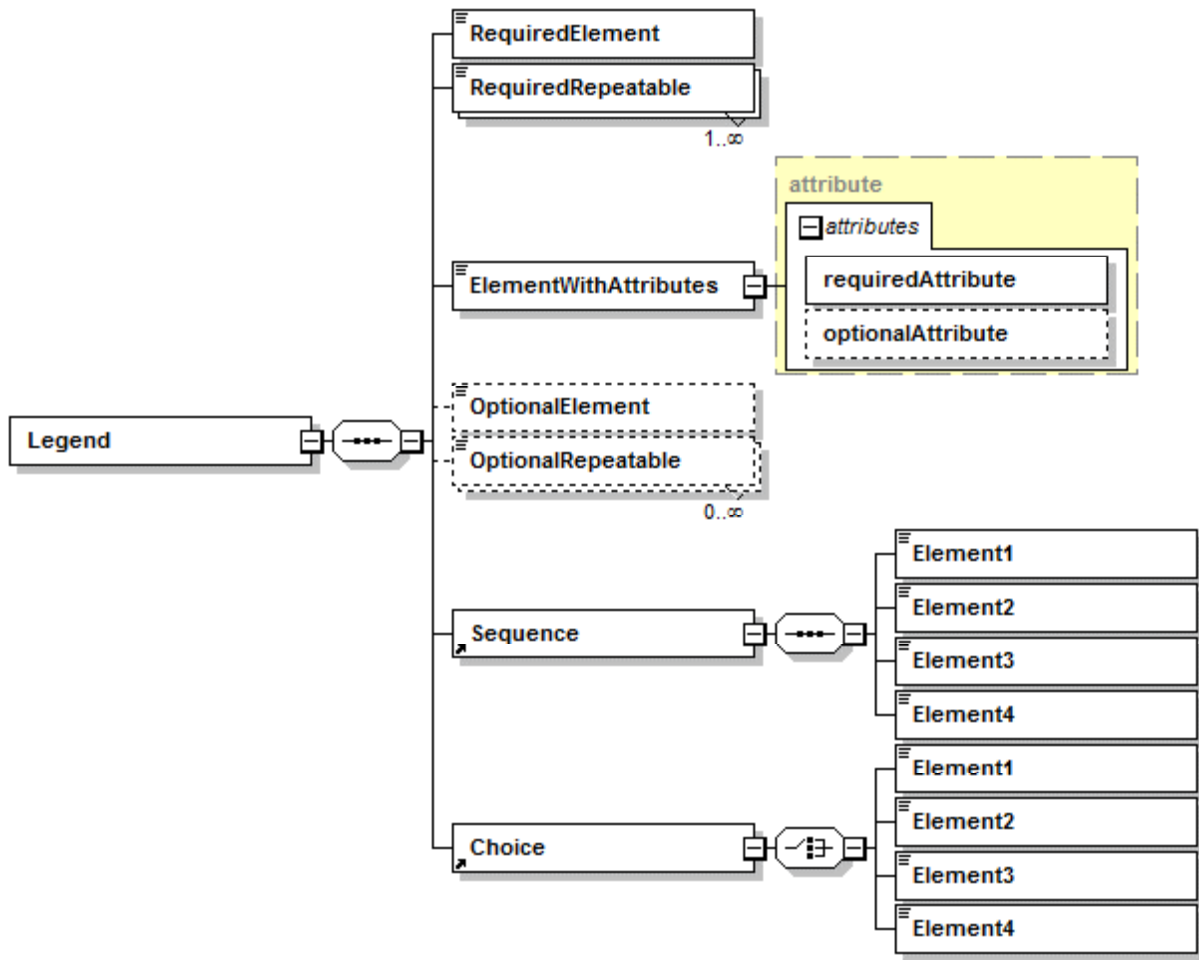 RequiredElement
RequiredRepeatable
1..∞
attribute
attributes
ElementWithAttributes
requiredAttribute
optionalAttribute
OptionalElement
Legend
OptionalRepeatable
0..∞
Element1
Element2
Sequence
Element3
Element4
Element1
Element2
Choice
Element3
Element4